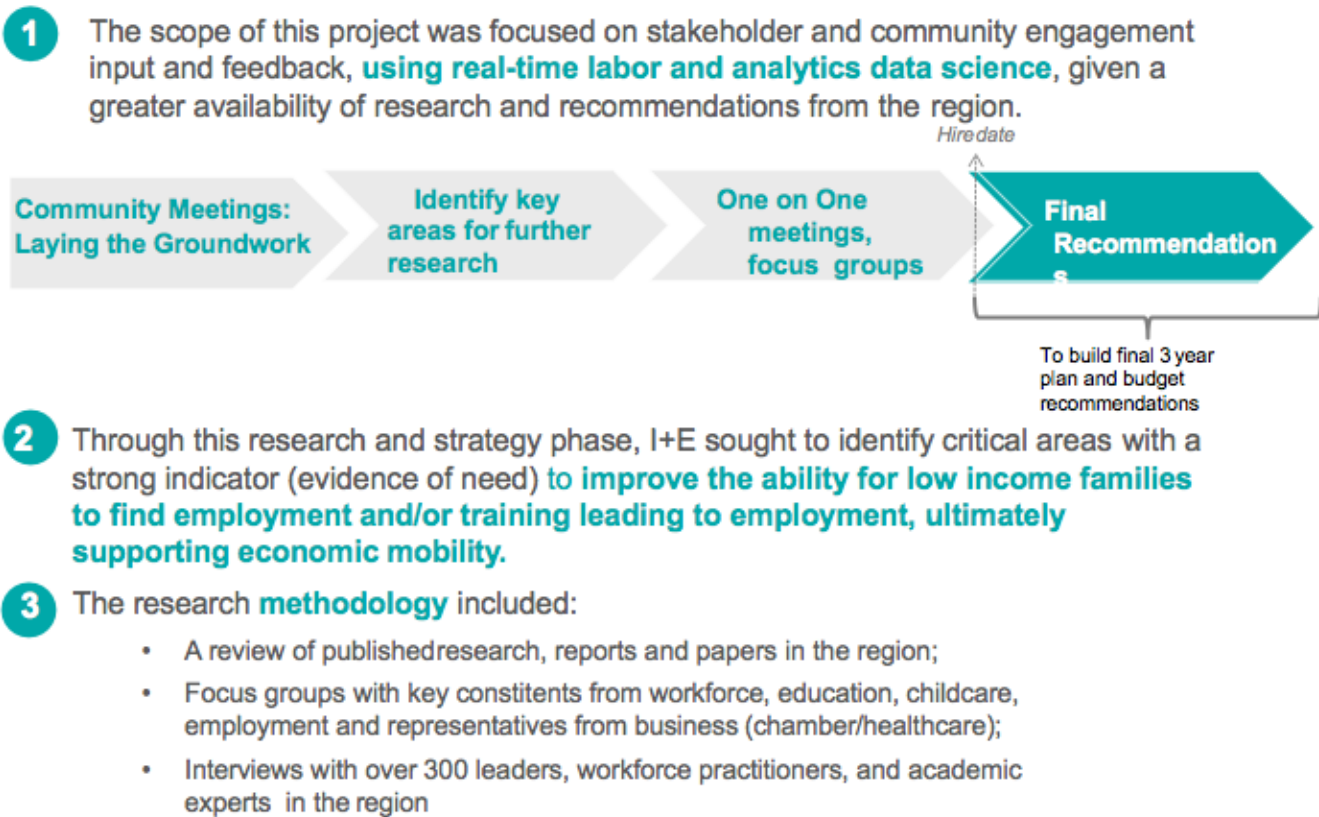 1
The scope of this project was focused on stakeholder and community engagement
input and feedback, using real-time labor and analytics data science, given a
greater availability of research and recommendations from the region.
Hire date
Community Meetings:
Laying the Groundwork
Identify key
areas for further
research
One on One
meetings,
focus groups
Final
Recommendation
s
To build final 3 year
plan and budget
recommendations
2
Through this research and strategy phase, I+E sought to identify critical areas with a
strong indicator (evidence of need) to improve the ability for low income families
to find employment and/or training leading to employment, ultimately
supporting economic mobility.
3
The research methodology included:
• A review of publishedresearch, reports and papers in the region;
• Focus groups with key constitents from workforce, education, childcare,
employment and representatives from business (chamber/healthcare);
• Interviews with over 300 leaders, workforce practitioners, and academic
experts in the region